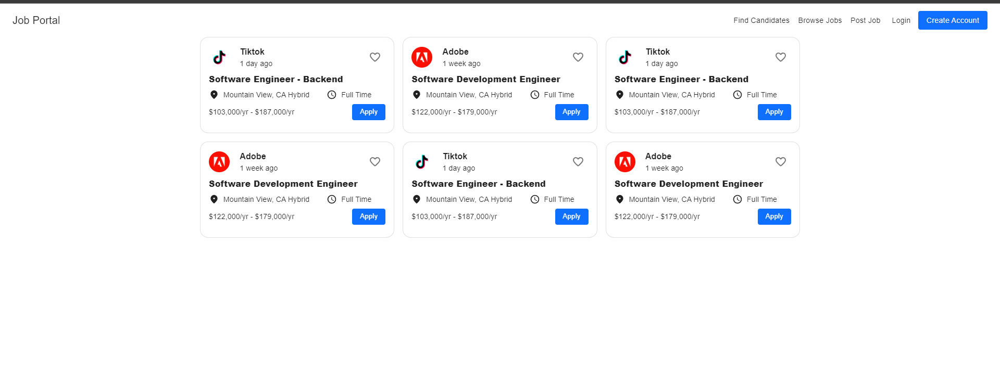 Job Portal
Find Candidates Browse Jobs Post Job Login Create Account
Tiktok
1 day ago
Software Engineer - Backend
Mountain View, CA Hybrid Full Time
$103,000/yr - $187,000/yr Apply
Adobe
1 week ago
Software Development Engineer
Mountain View, CA Hybrid Full Time
$122,000/yr - $179,000/yr Apply
Tiktok
1 day ago
Software Engineer - Backend
Mountain View, CA Hybrid Full Time
$103,000/yr - $187,000/yr Apply
Adobe
1 week ago
Software Development Engineer
Mountain View, CA Hybrid Full Time
$122,000/yr - $179,000/yr Apply
Tiktok
1 day ago
Software Engineer - Backend
Mountain View, CA Hybrid Full Time
$103,000/yr - $187,000/yr Apply
Adobe
1 week ago
Software Development Engineer
Mountain View, CA Hybrid Full Time
$122,000/yr - $179,000/yr Apply